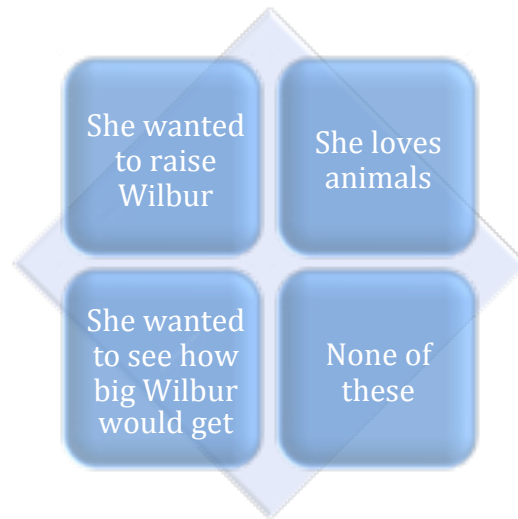 She wanted
to raise
Wilbur
She loves
animals
She wanted
to see how
big Wilbur
would get
None of
these